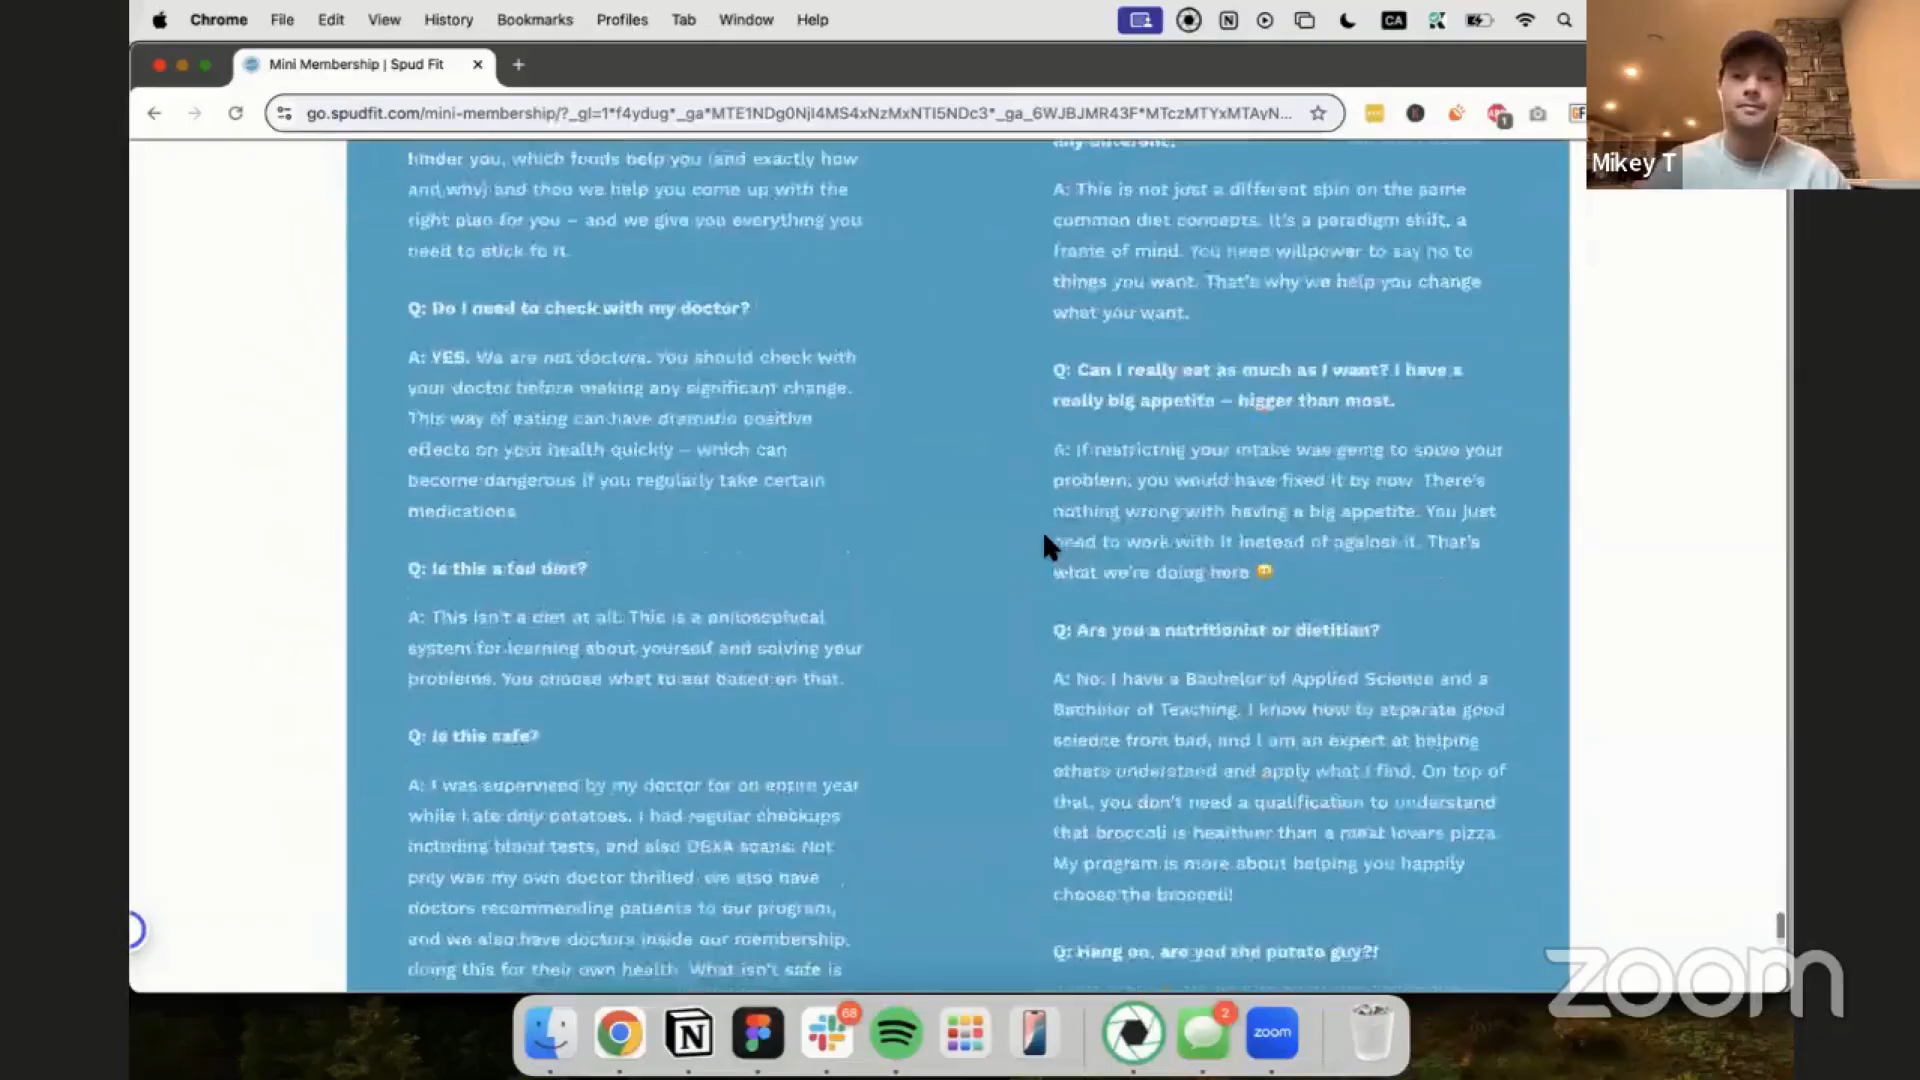 Chrome File Edit View History Bookmarks Profiles Tab Window Help
CA
Mini Membership | Spud Fit
go.spudfit.com/mini-membership/?_gl=1*f4ydug*_ga*MTE1NDg0NjI4MS4xNzMxNTI5NDc3*_ga_6WJBJMR43F*MTczMTYxMTAyN...
1
Mikey T
hinder you, which foods help you (and exactly how
and why) and then we help you come up with the
right plan for you – and we give you everything you
need to stick to it.
Q: Do I need to check with my doctor?
A: YES. We are not doctors. You should check with
your doctor before making any significant change.
This way of eating can have dramatic positive
effects on your health quickly – which can
become dangerous if you regularly take certain
medications
Q: Is this a fad diet?
A: This isn't a diet at all. This is a philosophical
system for learning about yourself and solving your
problems. You choose what to eat based on that.
Q: Is this safe?
A: I was supervised by my doctor for an entire year
while I ate only potatoes. I had regular checkups
including blood tests, and also DEXA scans. Not
only was my own doctor thrilled, we also have
doctors recommending patients to our program,
and we also have doctors inside our membership,
doing this for their own health. What isn't safe is
any different.
A: This is not just a different spin on the same
common diet concepts. It's a paradigm shift, a
frame of mind. You need willpower to say no to
things you want. That's why we help you change
what you want.
Q: Can I really eat as much as I want? I have a
really big appetite – bigger than most.
A: If restricting your intake was going to solve your
problem, you would have fixed it by now. There's
nothing wrong with having a big appetite. You just
need to work with it instead of against it. That's
what we're doing here
Q: Are you a nutritionist or dietitian?
A: No. I have a Bachelor of Applied Science and a
Bachelor of Teaching. I know how to separate good
science from bad, and I am an expert at helping
others understand and apply what I find. On top of
that, you don't need a qualification to understand
that broccoli is healthier than a meat lovers pizza.
My program is more about helping you happily
choose the broccoli!
Q: Hang on, are you the potato guy?!
zoom
68
2
zoom